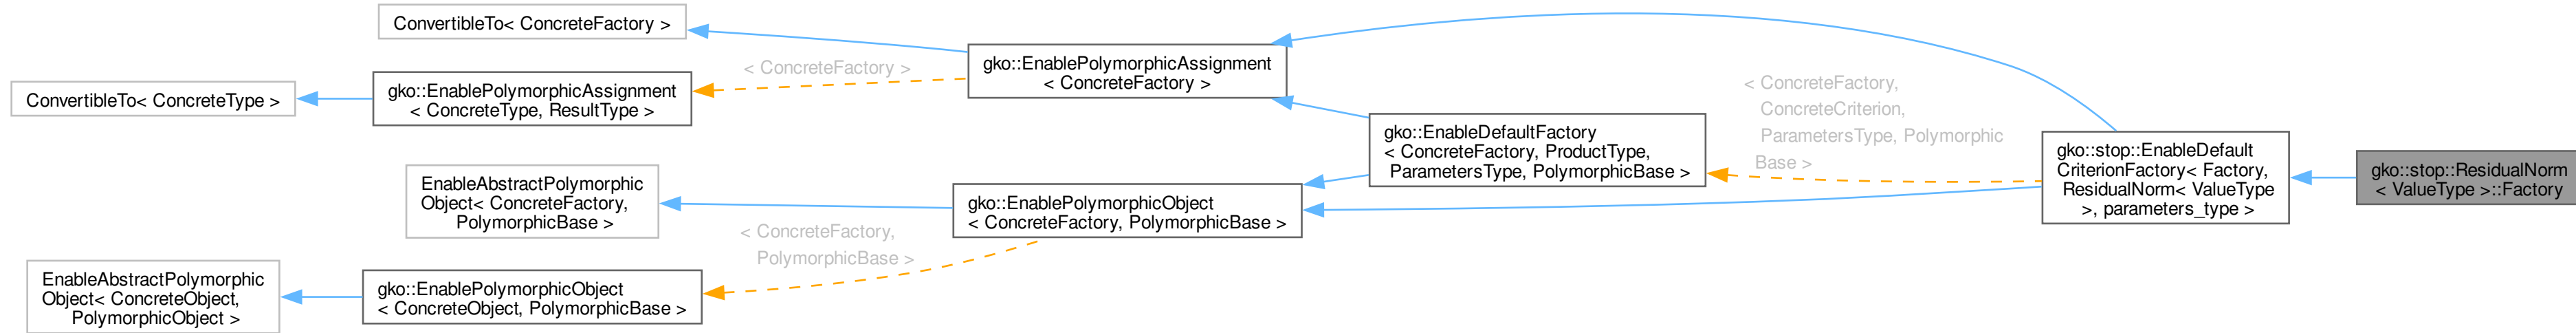 ConvertibleTo< ConcreteFactory >
ConvertibleTo< ConcreteType >
gko::EnablePolymorphicAssignment
< ConcreteType, ResultType >
< ConcreteFactory >
gko::EnablePolymorphicAssignment
< ConcreteFactory >
EnableAbstractPolymorphic
Object< ConcreteFactory,
PolymorphicBase >
EnableAbstractPolymorphic
Object< ConcreteObject,
PolymorphicObject >
gko::EnablePolymorphicObject
< ConcreteObject, PolymorphicBase >
< ConcreteFactory,
PolymorphicBase >
gko::EnablePolymorphicObject
< ConcreteFactory, PolymorphicBase >
gko::EnableDefaultFactory
< ConcreteFactory, ProductType,
ParametersType, PolymorphicBase >
< ConcreteFactory,
ConcreteCriterion,
ParametersType, Polymorphic
Base >
gko::stop::EnableDefault
CriterionFactory< Factory,
ResidualNorm< ValueType
>, parameters_type >
gko::stop::ResidualNorm
< ValueType >::Factory